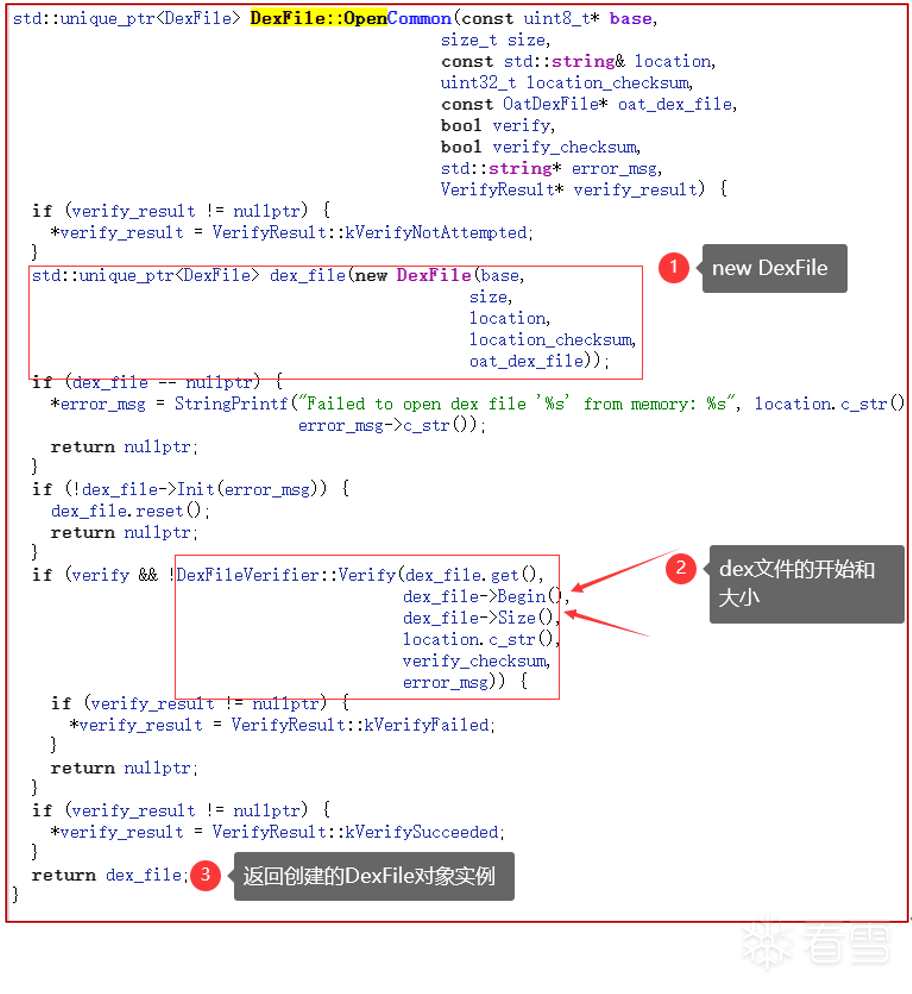 std::unique_ptr<DexFile> DexFile::OpenCommon(const uint8_t* base,
size_t size,
const std::string& location,
uint32_t location_checksum,
const OatDexFile* oat_dex_file,
bool verify,
bool verify_checksum,
std::string* error_msg,
VerifyResult* verify_result) {
if (verify_result != nullptr) {
*verify_result = VerifyResult::kVerifyNotAttempted;
}
std::unique_ptr<DexFile> dex_file(new DexFile(base,
1 new DexFile
size,
location,
location_checksum,
oat_dex_file));
if (dex_file == nullptr) {
*error_msg = StringPrintf("Failed to open dex file '%s' from memory: %s", location.c_str()
error_msg->c_str());
return nullptr;
}
if (!dex_file->Init(error_msg)) {
dex_file.reset();
return nullptr;
}
if (verify && !DexFileVerifier::Verify(dex_file.get(),
2 dex文件的开始和
大小
dex_file->Begin(),
dex_file->Size(),
location.c_str(),
verify_checksum,
error_msg)) {
if (verify_result != nullptr) {
*verify_result = VerifyResult::kVerifyFailed;
}
return nullptr;
}
if (verify_result != nullptr) {
*verify_result = VerifyResult::kVerifySucceeded;
}
return dex_file; 3 返回创建的DexFile对象实例
}
看雪